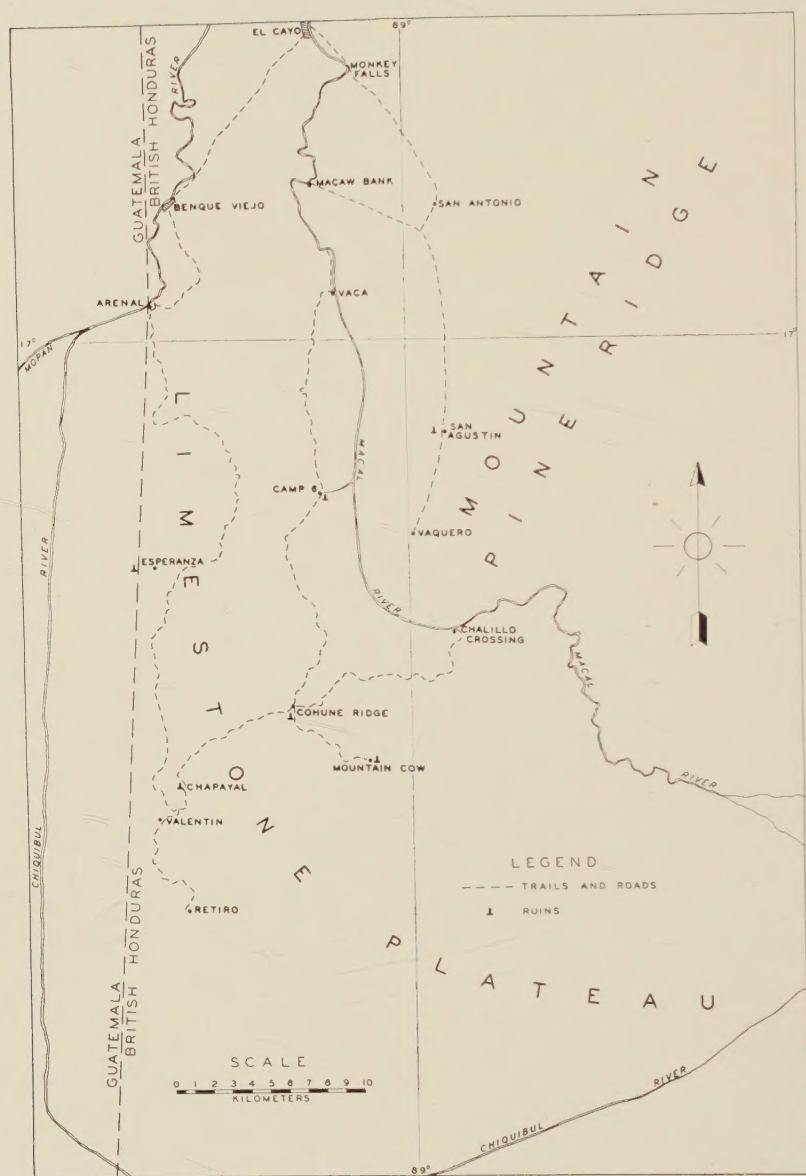 EL CAYO
89°
MONKEY
FALLS
GUATEMALA
BRITISH HONDURAS
RIVER
MACAW BANK
SAN ANTONIO
BENQUE VIEJO
MOUNTAIN
PINE RIDGE
ARENAL
VACA
17°
17°
MOPAN
LIMESTONE
PLATEAU
SAN
AGUSTIN
MACAL
CAMP 6
VAQUERO
RIVER
ESPERANZA
RIVER
CHALILLO
CROSSING
MACAL
COHUNE RIDGE
MOUNTAIN COW
RIVER
CHAPAYAL
VALENTIN
CHIQUIBUL
LEGEND
TRAILS AND ROADS
RUINS
RETIRO
GUATEMALA
BRITISH HONDURAS
SCALE
0 1 2 3 4 5 6 7 8 9 10
KILOMETERS
RIVER
CHIQUIBUL
89°